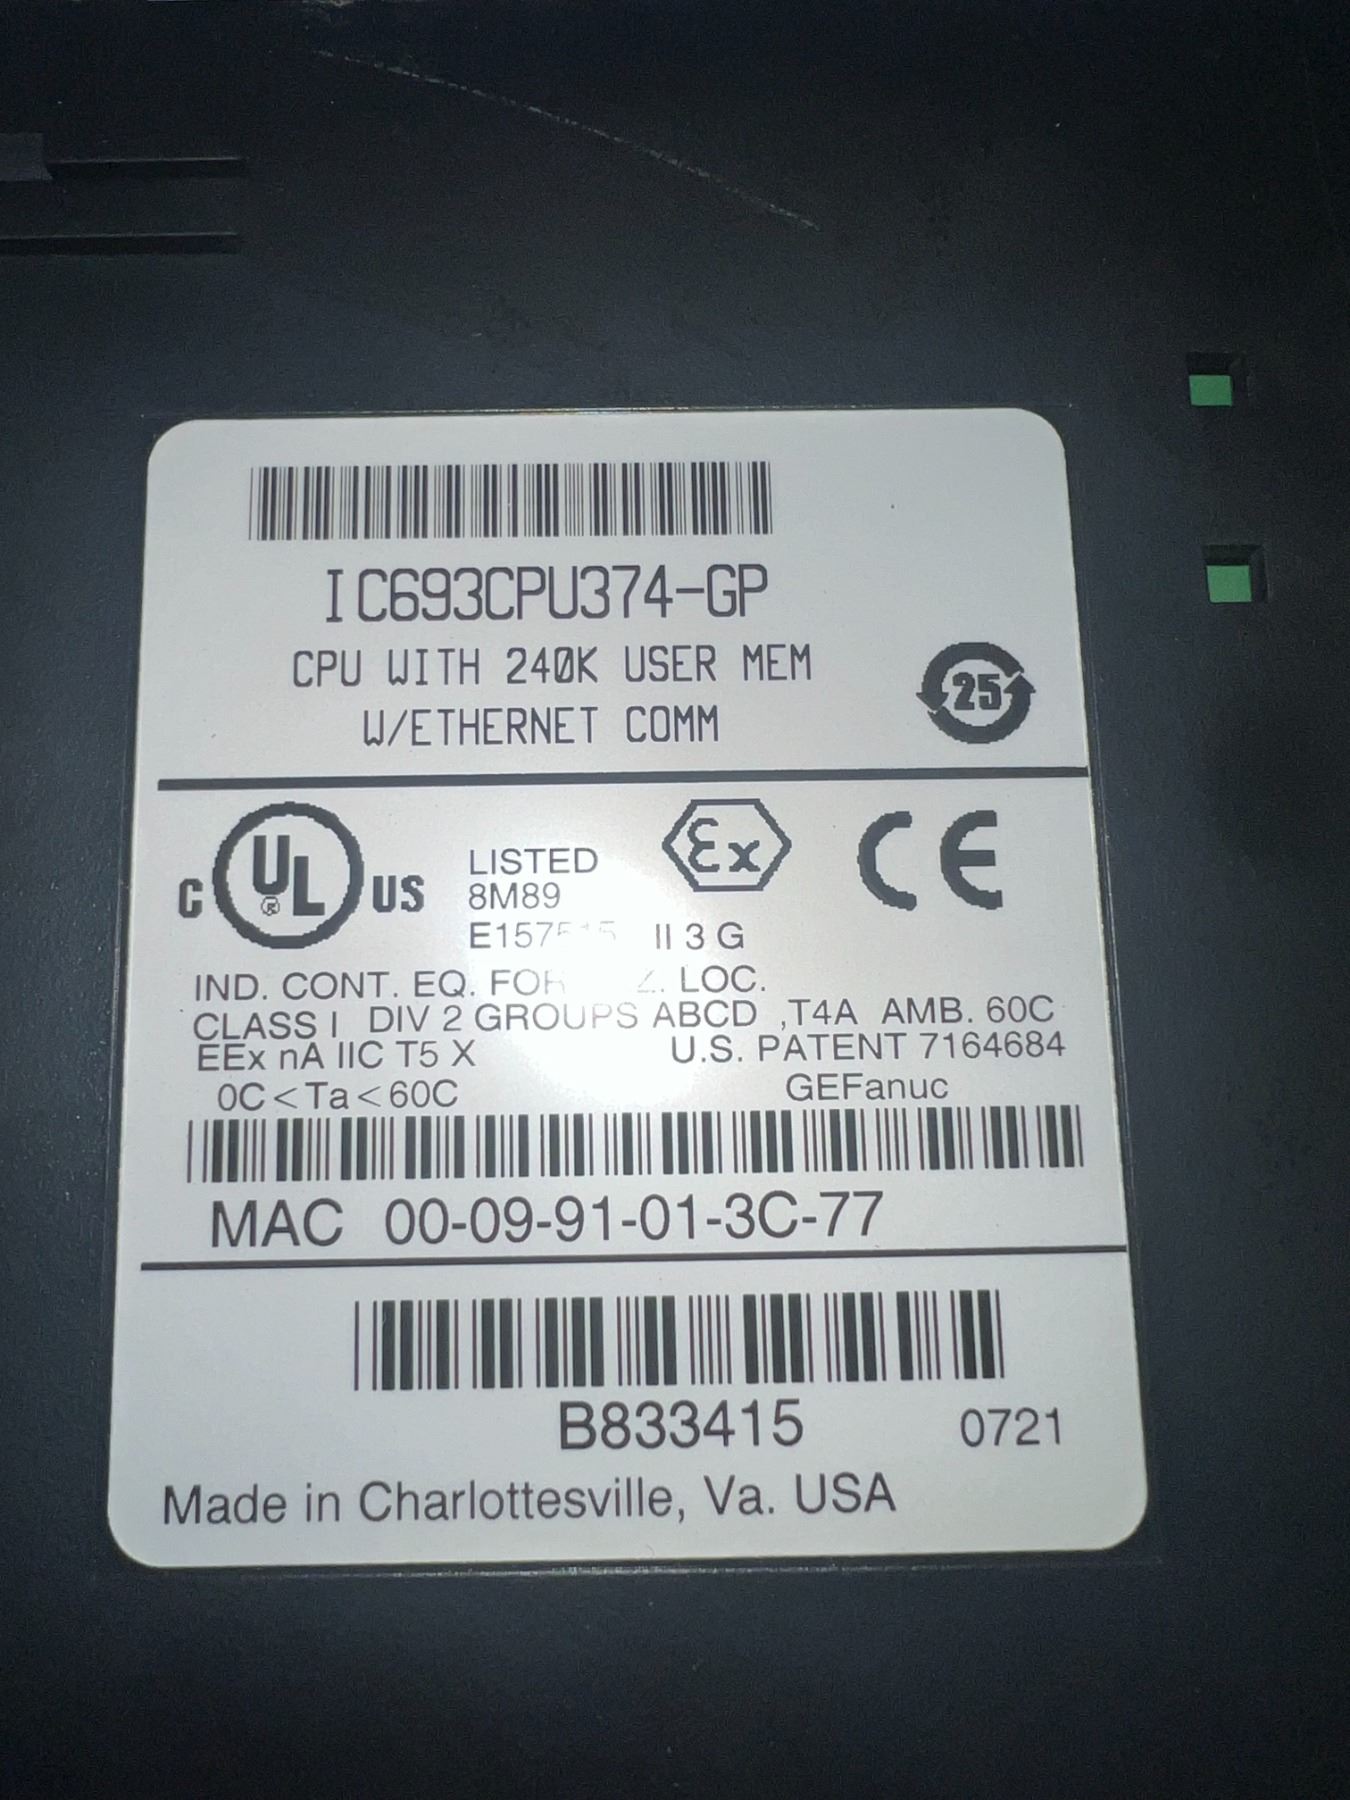 IC693CPU374-GP
CPU WITH 240K USER MEM
W/ETHERNET COMM
25
C UL ® US
LISTED
8M89
Ex
CE
II 3 G
IND. CONT. EQ. LOC.
CLASS I DIV 2 GROUPS ABCD ,T4A AMB. 60C
EEx nA IIC T5 X
U.S. PATENT 7164684
0C<Ta<60C
GEFanuc
MAC 00-09-91-01-3C-77
B833415
0721
Made in Charlottesville, Va. USA